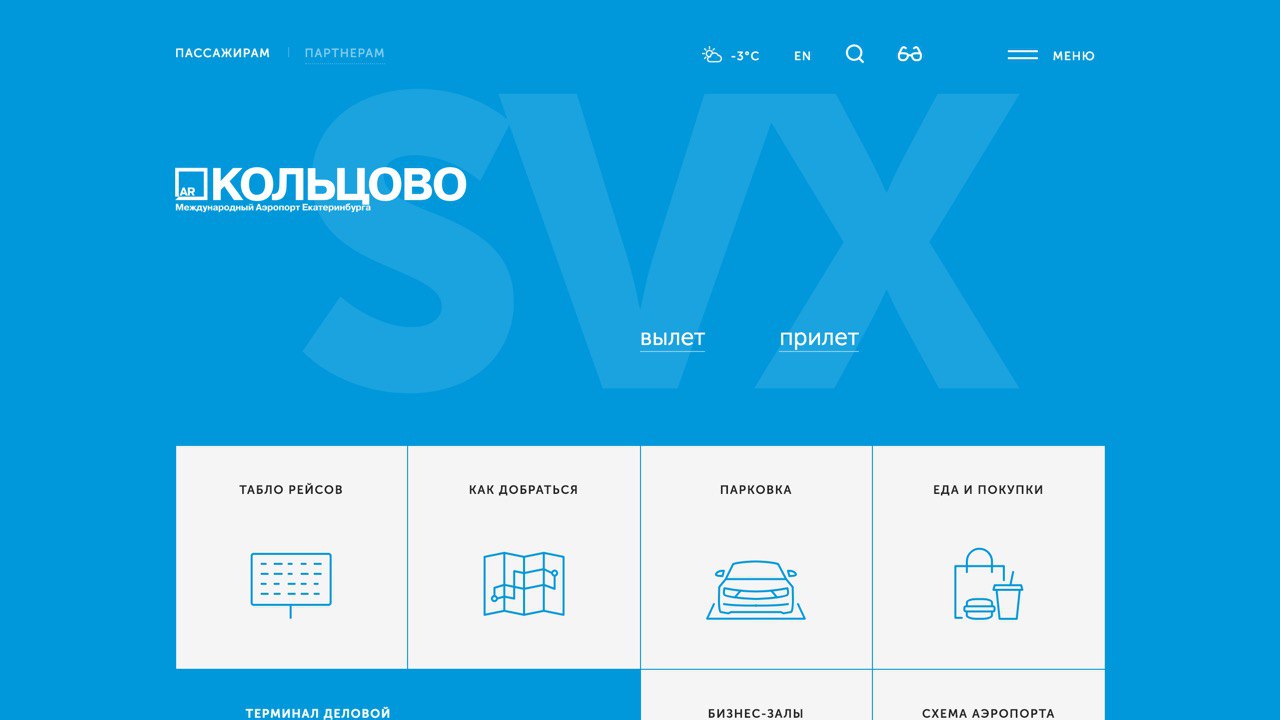 ПАССАЖИРАМ
ПАРТНЕРАМ
-3°C
EN
МЕНЮ
SVX
AR
КОЛЬЦОВО
Международный Аэропорт Екатеринбурга
вылет
прилет
ТАБЛО РЕЙСОВ
КАК ДОБРАТЬСЯ
ПАРКОВКА
ЕДА И ПОКУПКИ
ТЕРМИНАЛ ДЕЛОВОЙ
БИЗНЕС-ЗАЛЫ
СХЕМА АЭРОПОРТА